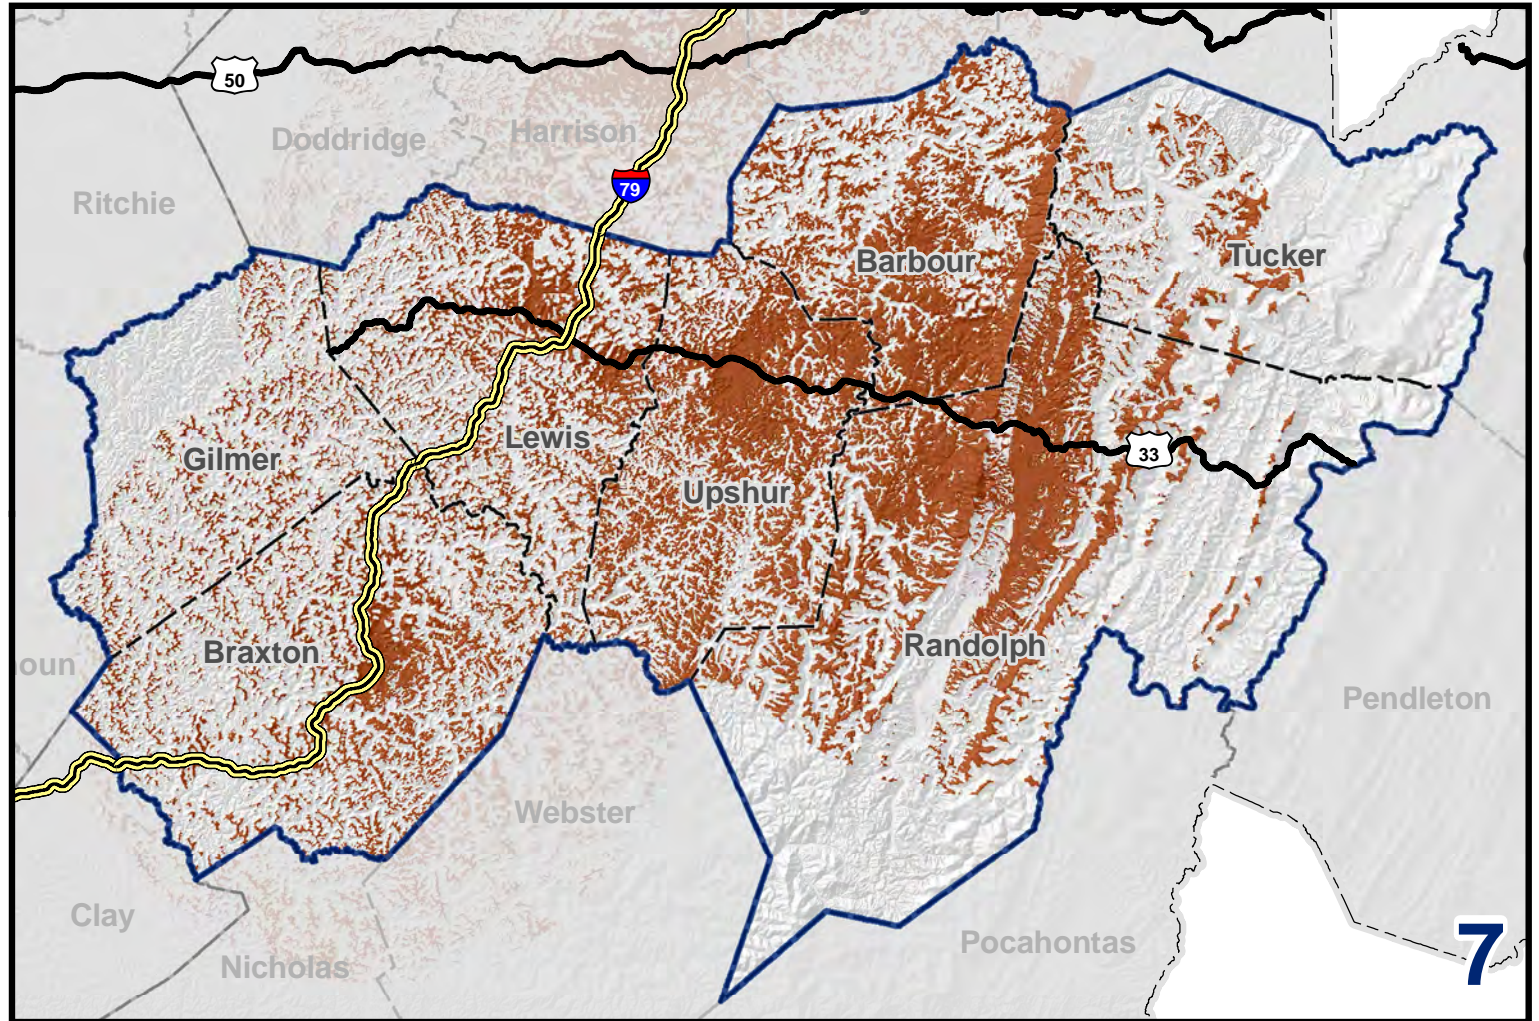 50
Doddridge
Harrison
79
Ritchie
Barbour
Tucker
Lewis
Gilmer
33
Upshur
Braxton
Randolph
oun
Pendleton
Webster
Clay
Pocahontas
7
Nicholas